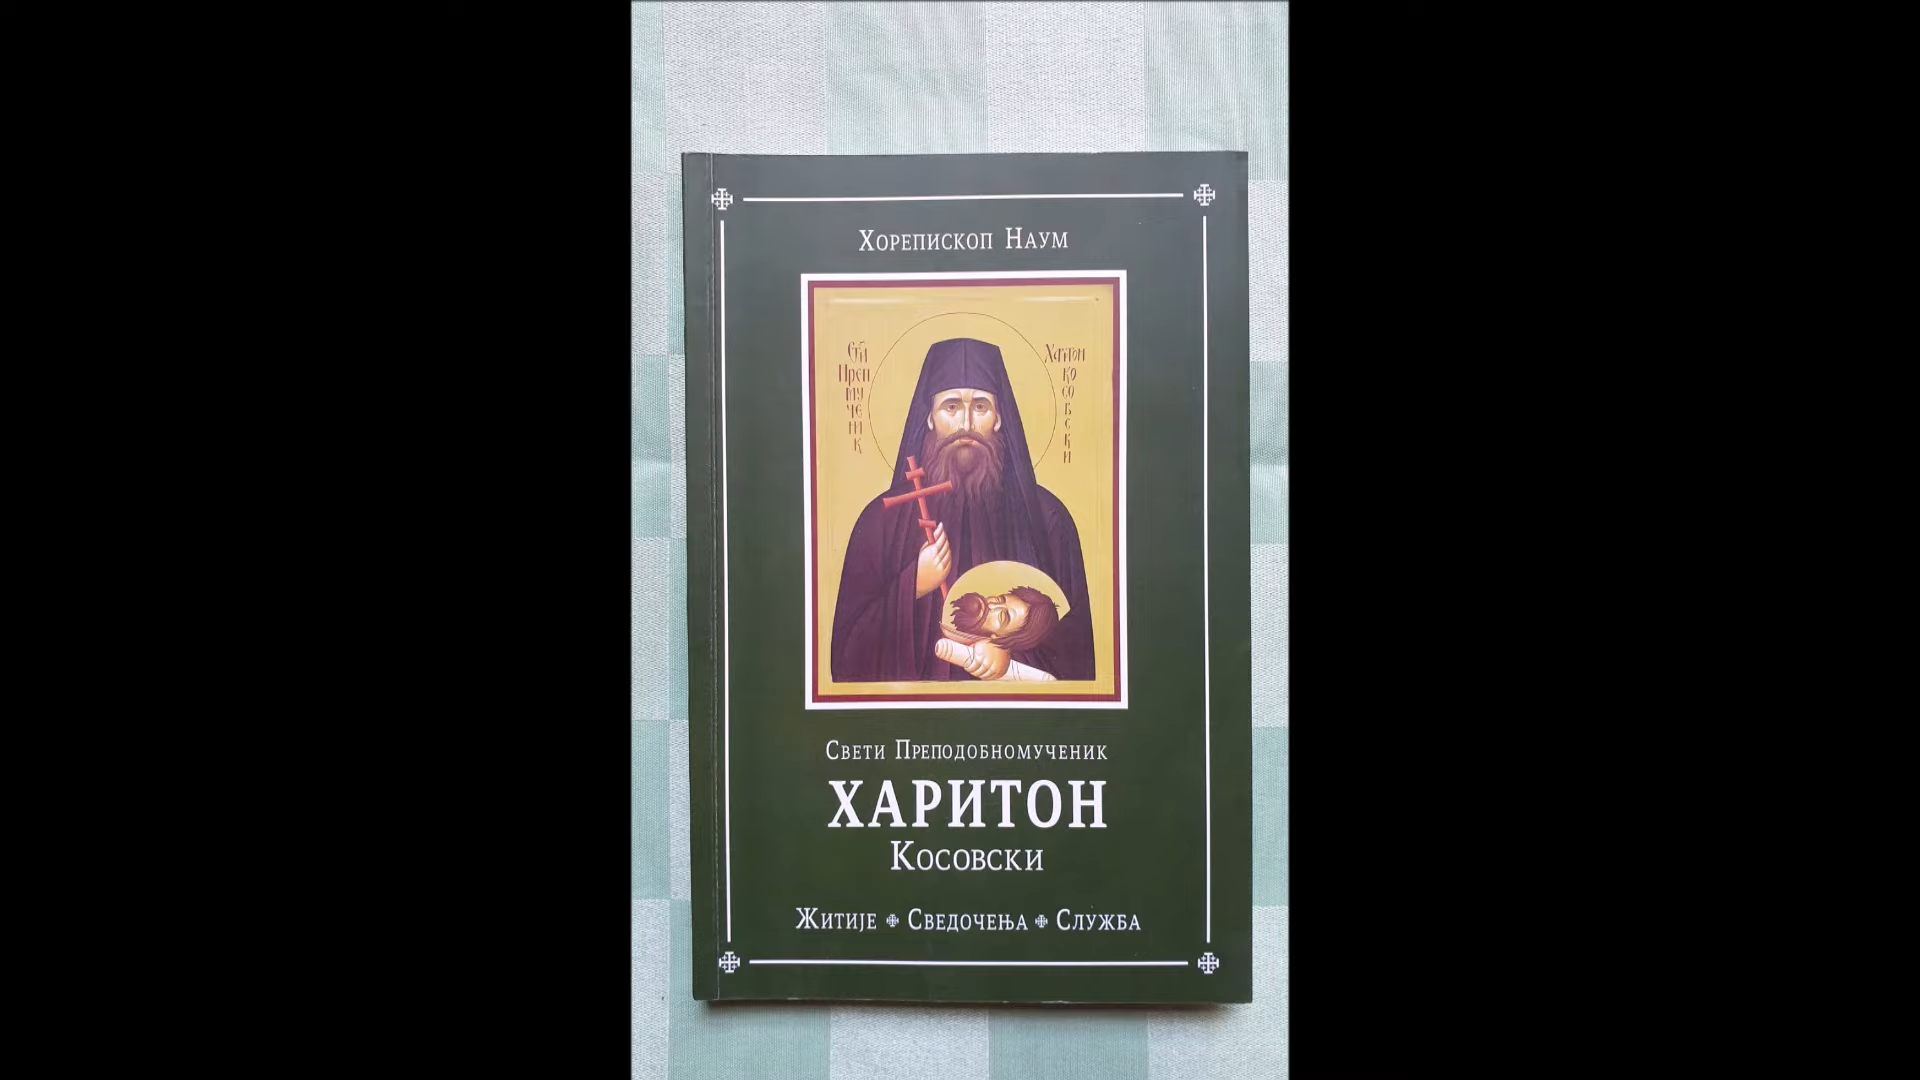 Хорепископ Наум
Свети Преподобномученик
ХАРИТОН
Косовски
Житије Сведочења Служба